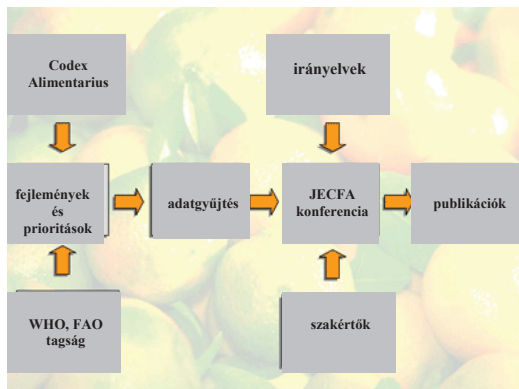 Codex
Alimentarius
irányelvek
fejlemények
és
prioritások
adatgyűjtés
JECFA
konferencia
publikációk
WHO, FAO
tagság
szakértők